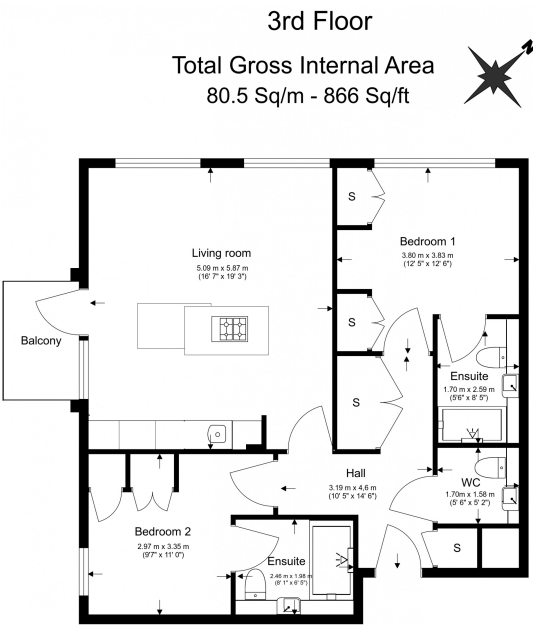 3rd Floor
Total Gross Internal Area
80.5 Sq/m - 866 Sq/ft
N
S
Living room
5.09 m x 5.87 m
(16' 7" x 19' 3")
Bedroom 1
3.80 m x 3.83 m
(12' 5" x 12' 6")
S
Balcony
Ensuite
1.70 m x 2.59 m
(5'6" x 8' 5")
S
Hall
3.19 m x 4,6 m
(10' 5" x 14' 6")
WC
1.70m x 1.58 m
(5' 6" x 5' 2")
Bedroom 2
2.97 m x 3.35 m
(9'7" x 11' 0")
S
Ensuite
2.46 m x 1.98 m
(8' 1" x 6' 5")